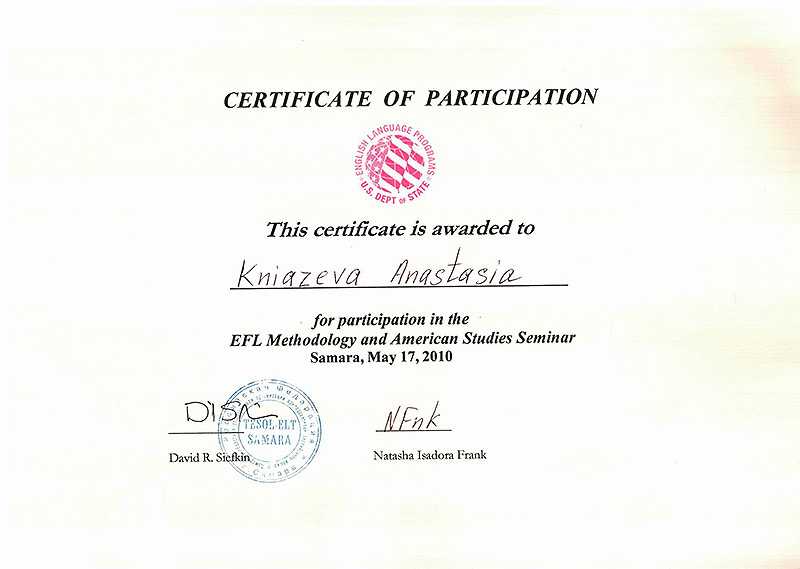 CERTIFICATE OF PARTICIPATION
ENGLISH LANGUAGE PROGRAMS
U.S. DEPT OF STATE
This certificate is awarded to
Kniazeva Anastasia
for participation in the
EFL Methodology and American Studies Seminar
Samara, May 17, 2010
TESOL-ELT
SAMARA
г. Самара
NFnk
David R. Siefkin
Natasha Isadora Frank